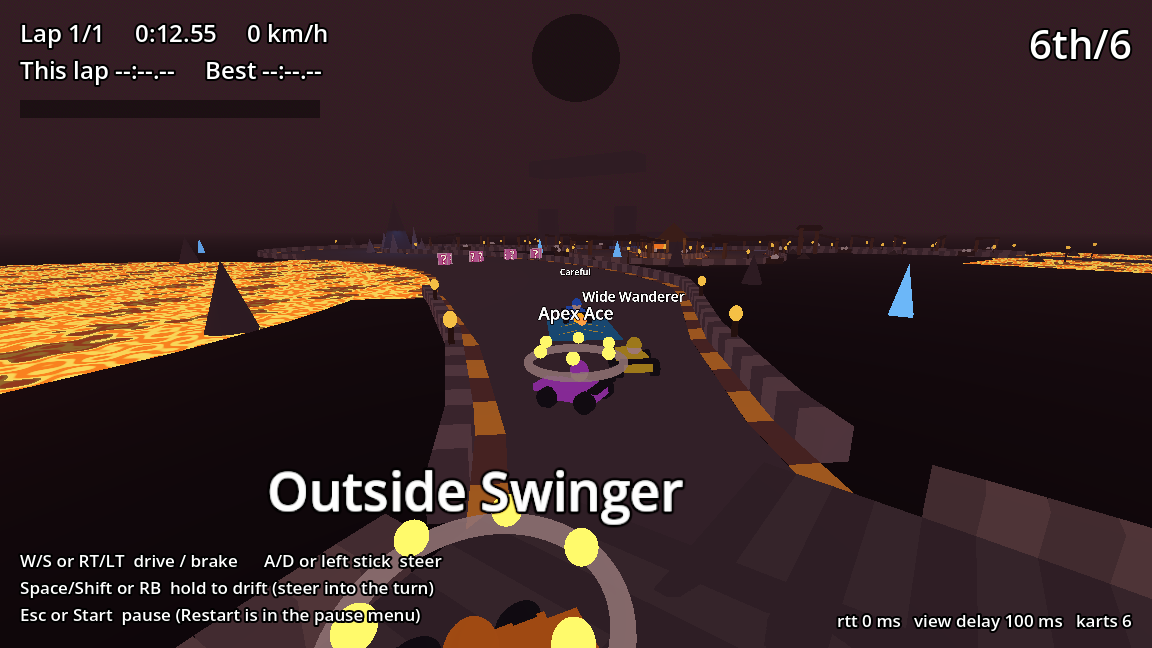 Lap 1/1 0:12.55 0 km/h
This lap --:--.-- Best --:--.--
6th/6
? ? ? ?
Careful
Wide Wanderer
Apex Ace
Outside Swinger
W/S or RT/LT drive / brake A/D or left stick steer
Space/Shift or RB hold to drift (steer into the turn)
Esc or Start pause (Restart is in the pause menu)
rtt 0 ms view delay 100 ms karts 6